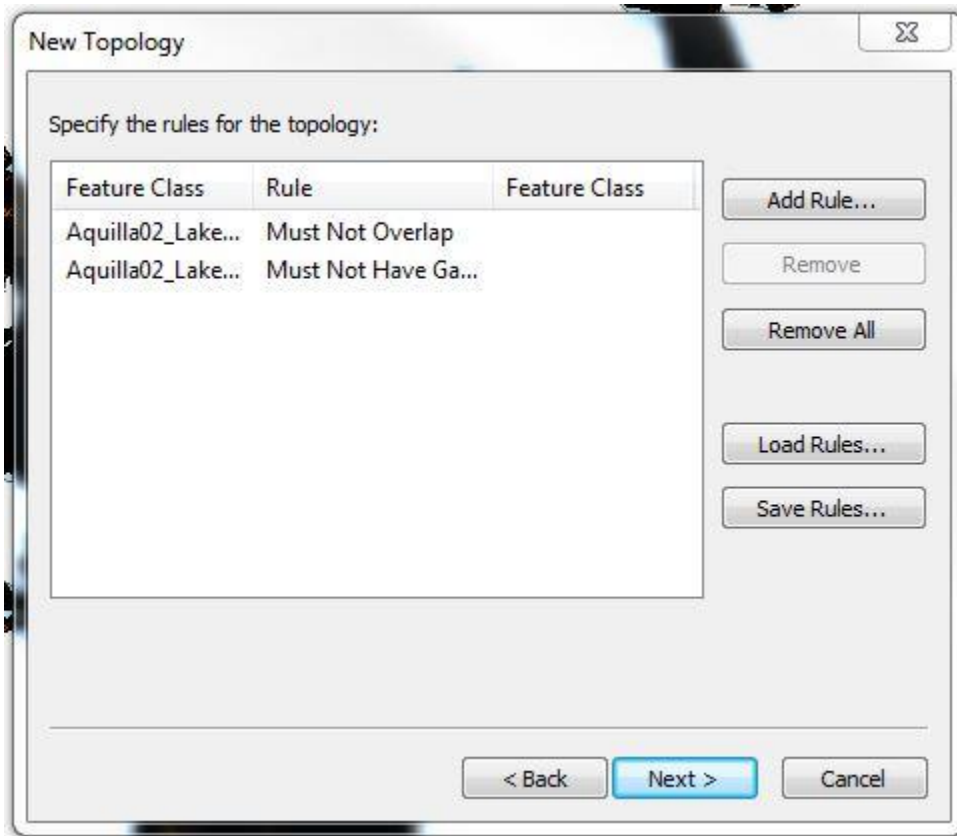 New Topology
Specify the rules for the topology:
Feature Class Rule Feature Class
Aquilla02_Lake... Must Not Overlap
Aquilla02_Lake... Must Not Have Ga...
Add Rule...
Remove
Remove All
Load Rules...
Save Rules...
< Back Next > Cancel